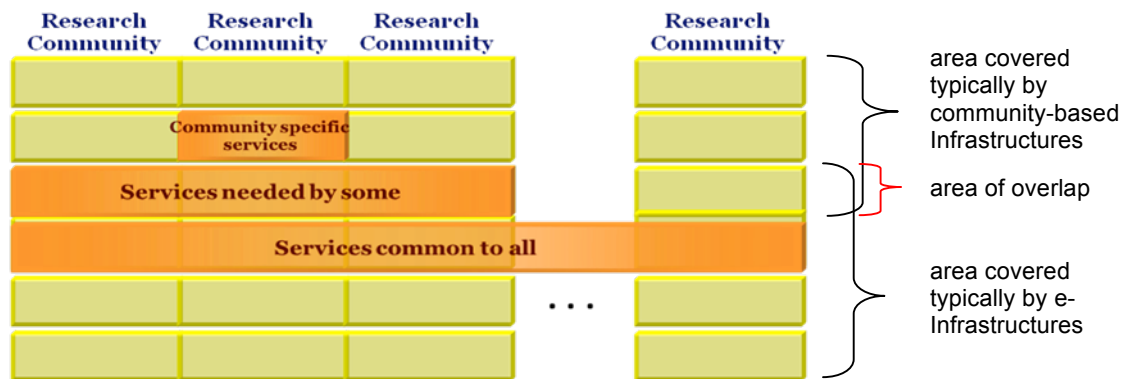 Research Community
Research Community
Research Community
Research Community
Community specific
services
Services needed by some
Services common to all
. . .
area covered
typically by
community-based
Infrastructures
area of overlap
area covered
typically by e-
Infrastructures